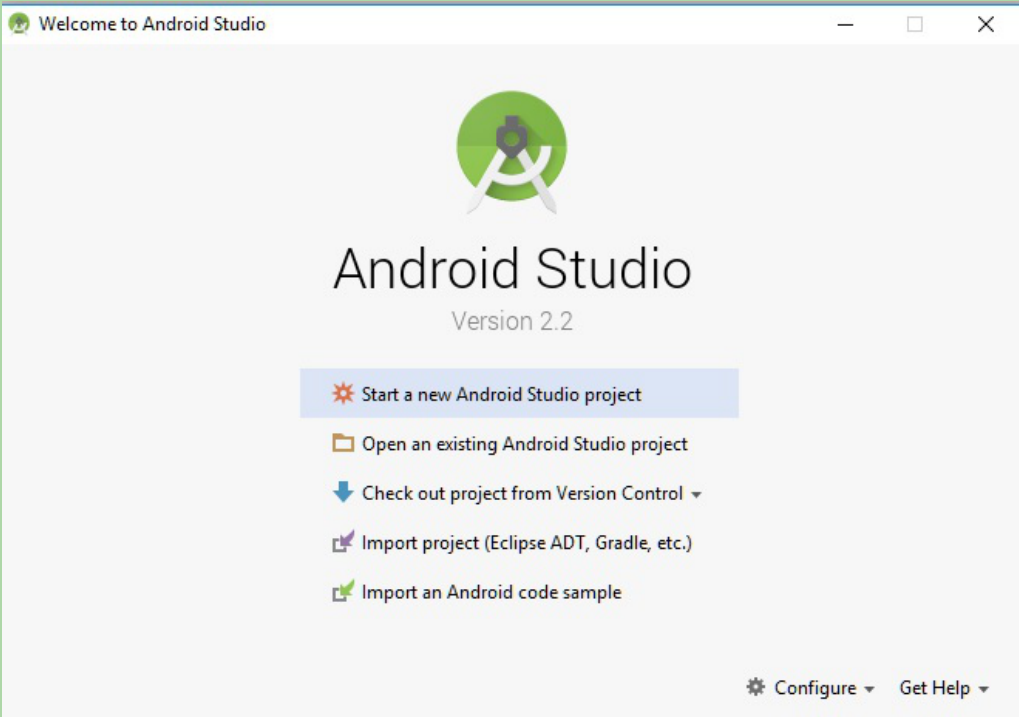 Welcome to Android Studio
Android Studio
Version 2.2
Start a new Android Studio project
Open an existing Android Studio project
Check out project from Version Control
Import project (Eclipse ADT, Gradle, etc.)
Import an Android code sample
Configure Get Help